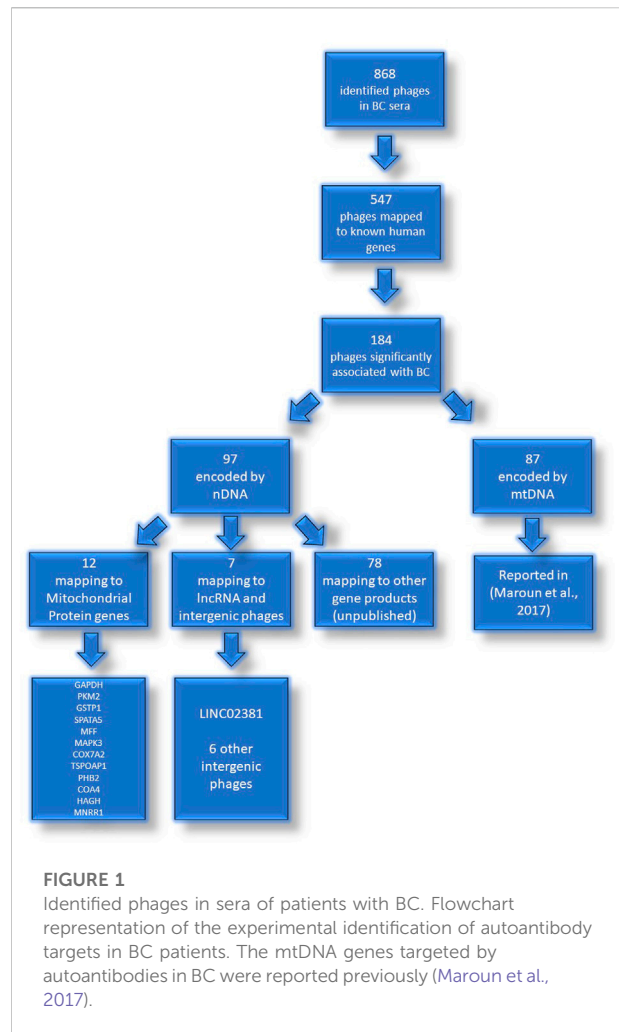 868
identified phages
in BC sera
547
phages mapped
to known human
genes
184
phages significantly
associated with BC
97
encoded by
nDNA
87
encoded by
mtDNA
12
mapping to
Mitochondrial
Protein genes
7
mapping to
lncRNA and
intergenic phages
78
mapping to other
gene products
(unpublished)
Reported in
(Maroun et al.,
2017)
GAPDH
PKM2
GSTP1
SPATA5
MFF
MAPK3
COX7A2
TSPOAP1
PHB2
COA4
HAGH
MNRR1
LINC02381
6 other
intergenic
phages
FIGURE 1
Identified phages in sera of patients with BC. Flowchart
representation of the experimental identification of autoantibody
targets in BC patients. The mtDNA genes targeted by
autoantibodies in BC were reported previously (Maroun et al.,
2017).